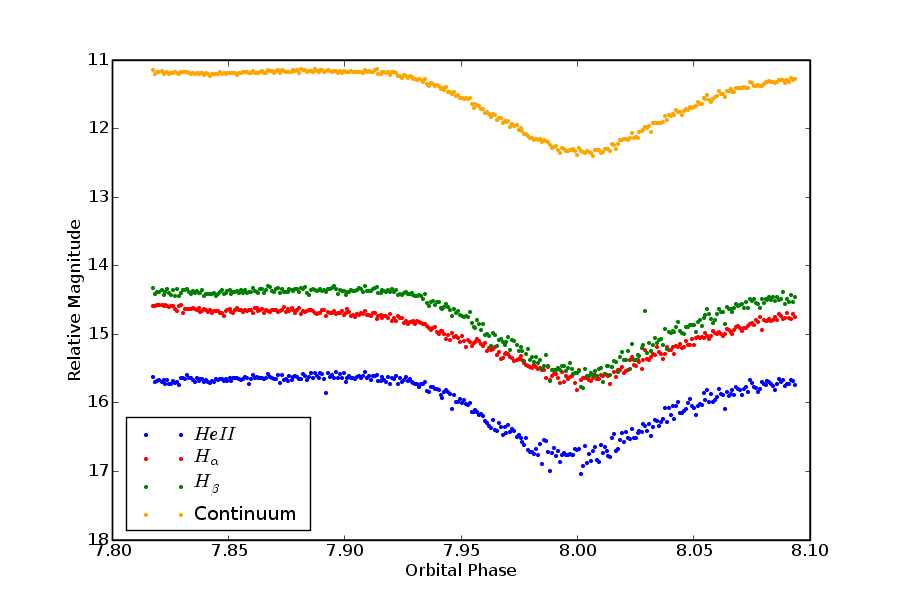 11
12
13
14
15
16
17
18
Relative Magnitude
HeII
Hα
Hβ
Continuum
7.80 7.85 7.90 7.95 8.00 8.05 8.10
Orbital Phase